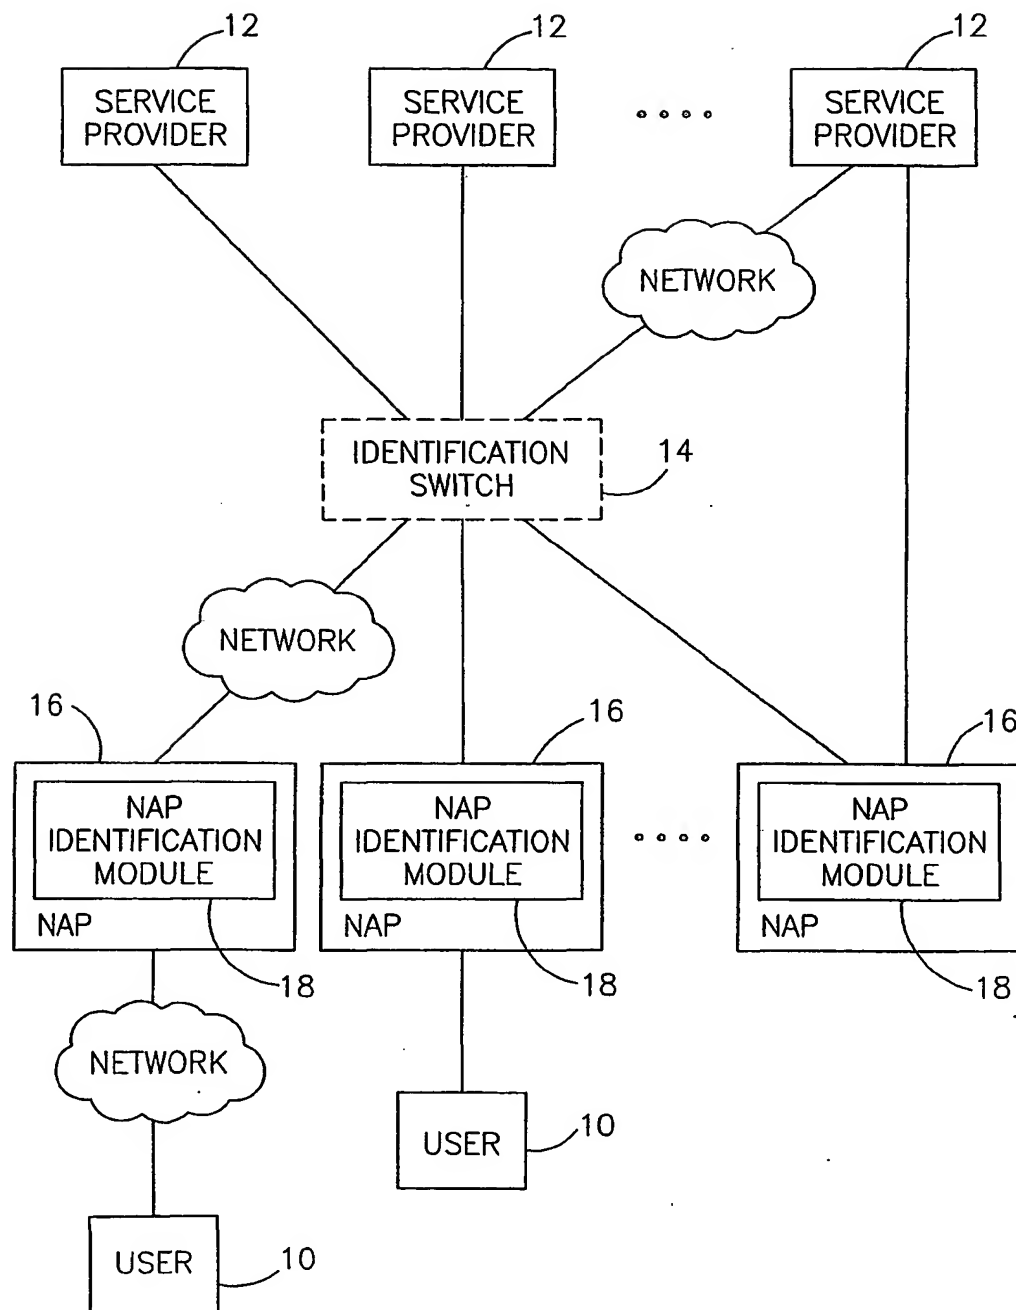 12
12
12
SERVICE
PROVIDER
SERVICE
PROVIDER
SERVICE
PROVIDER
NETWORK
IDENTIFICATION
SWITCH
14
NETWORK
16
16
16
NAP
IDENTIFICATION
MODULE
NAP
NAP
IDENTIFICATION
MODULE
NAP
NAP
IDENTIFICATION
MODULE
NAP
18
18
18
NETWORK
USER
10
USER
10